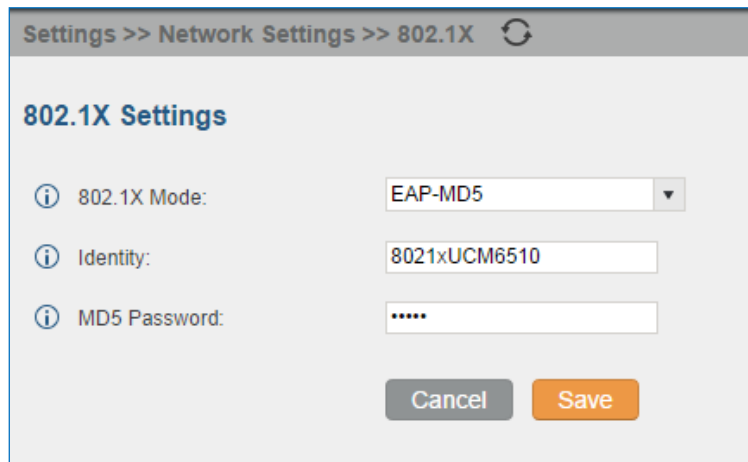 Settings >> Network Settings >> 802.1X
802.1X Settings
802.1X Mode: EAP-MD5
Identity: 8021xUCM6510
MD5 Password: •••••
Cancel Save